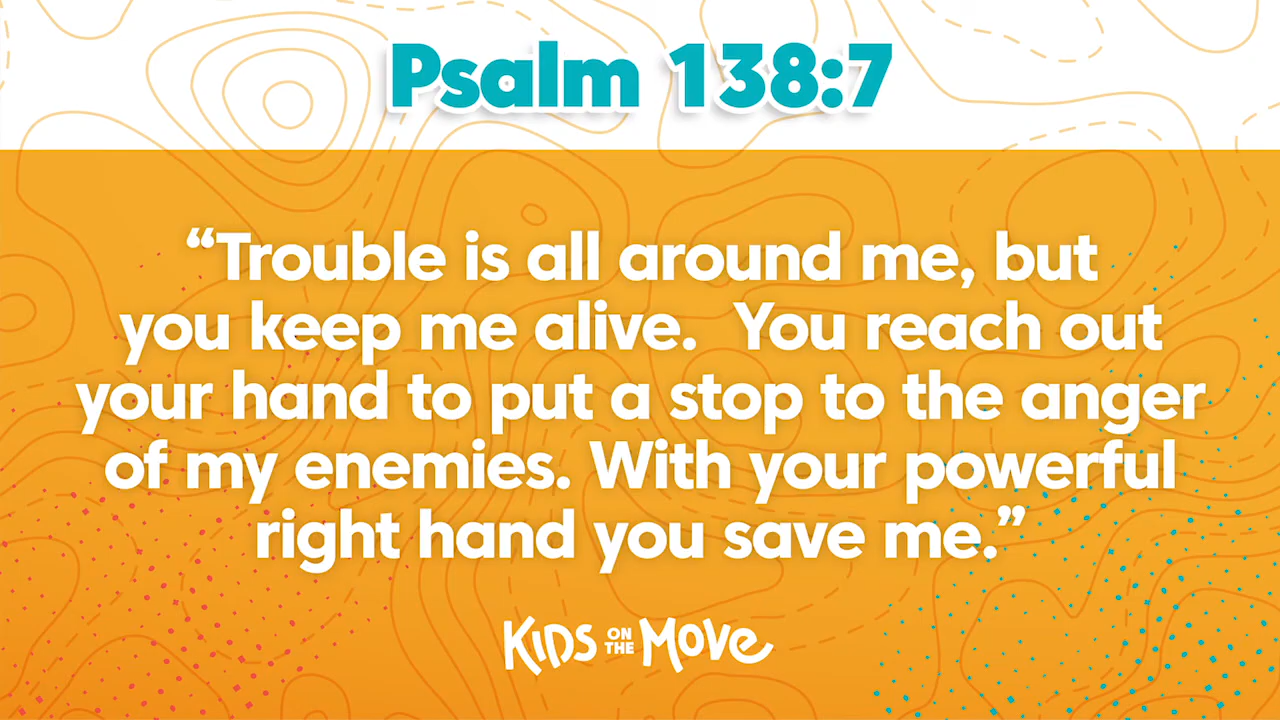 Psalm 138:7
“Trouble is all around me, but
you keep me alive.  You reach out
your hand to put a stop to the anger
of my enemies. With your powerful
right hand you save me.”
KIDS ON THE MOVE